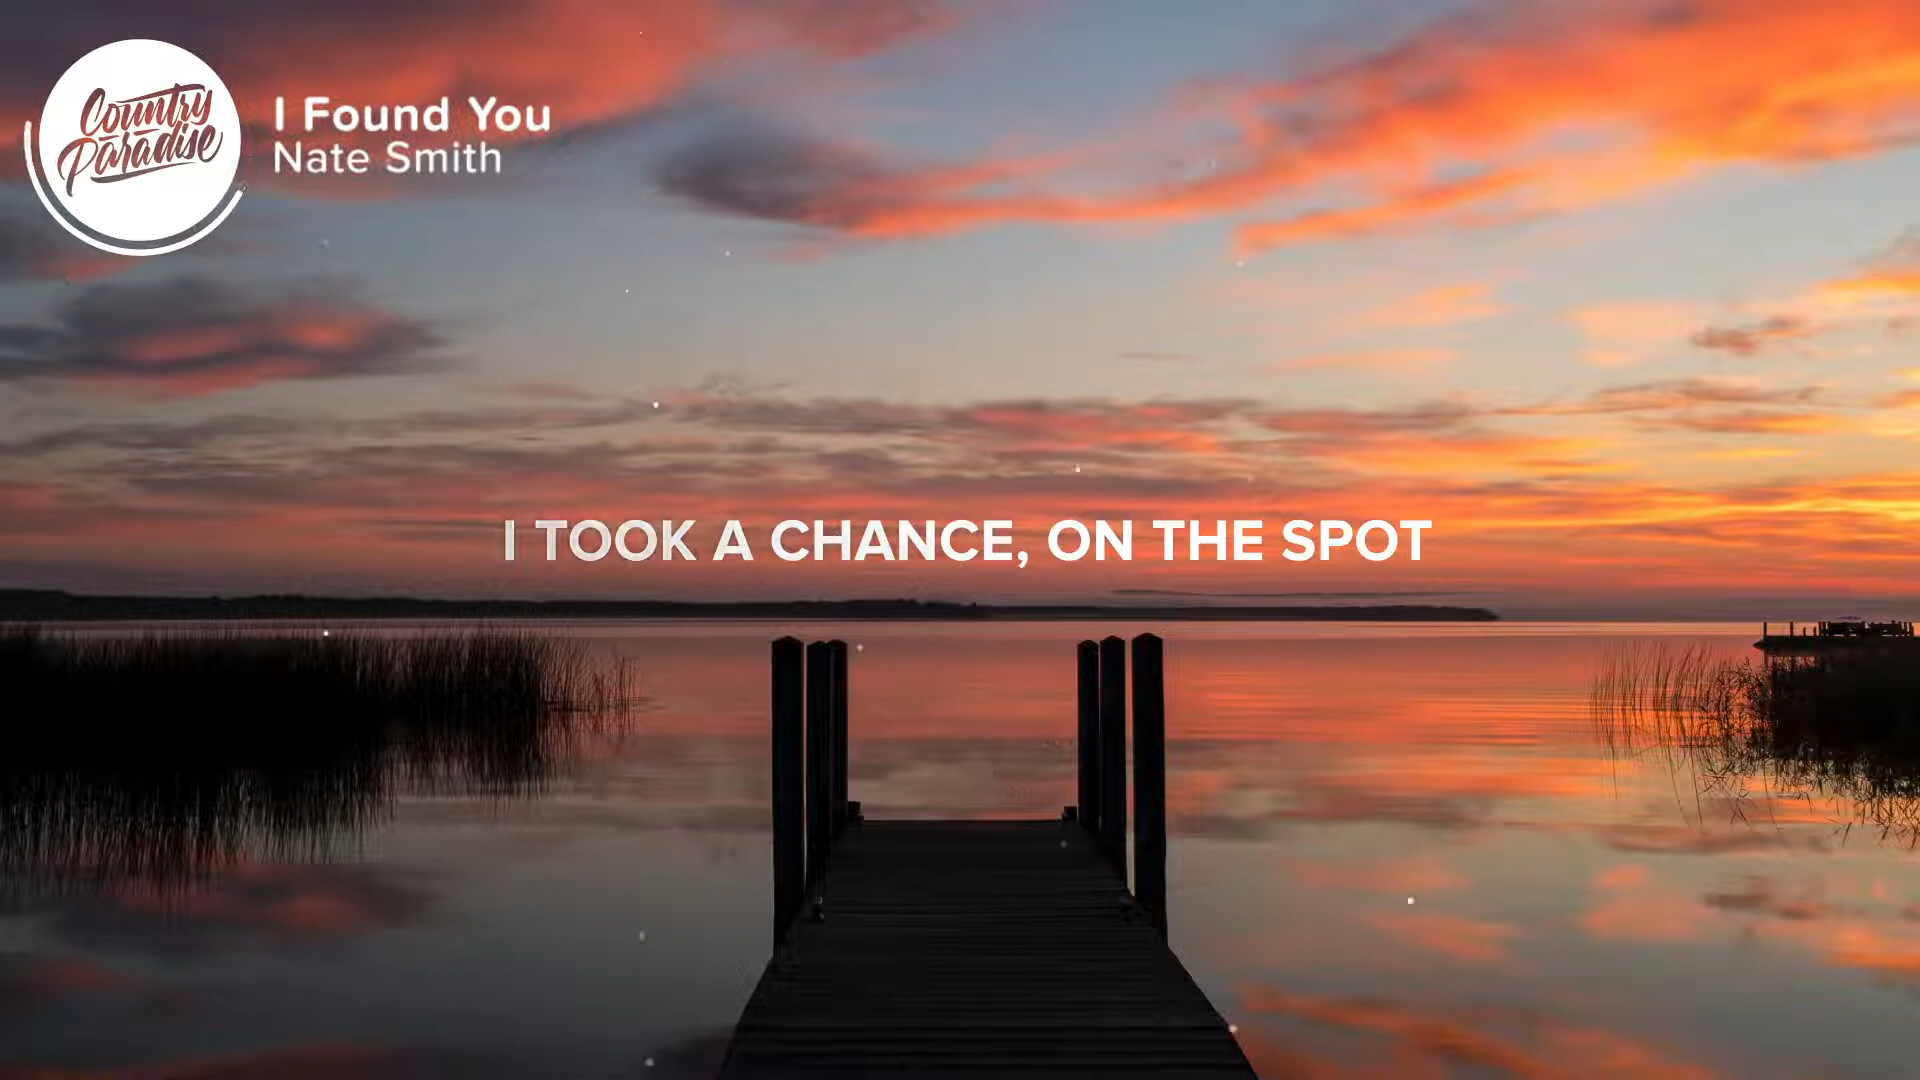 Country
Paradise
I Found You
Nate Smith
I TOOK A CHANCE, ON THE SPOT